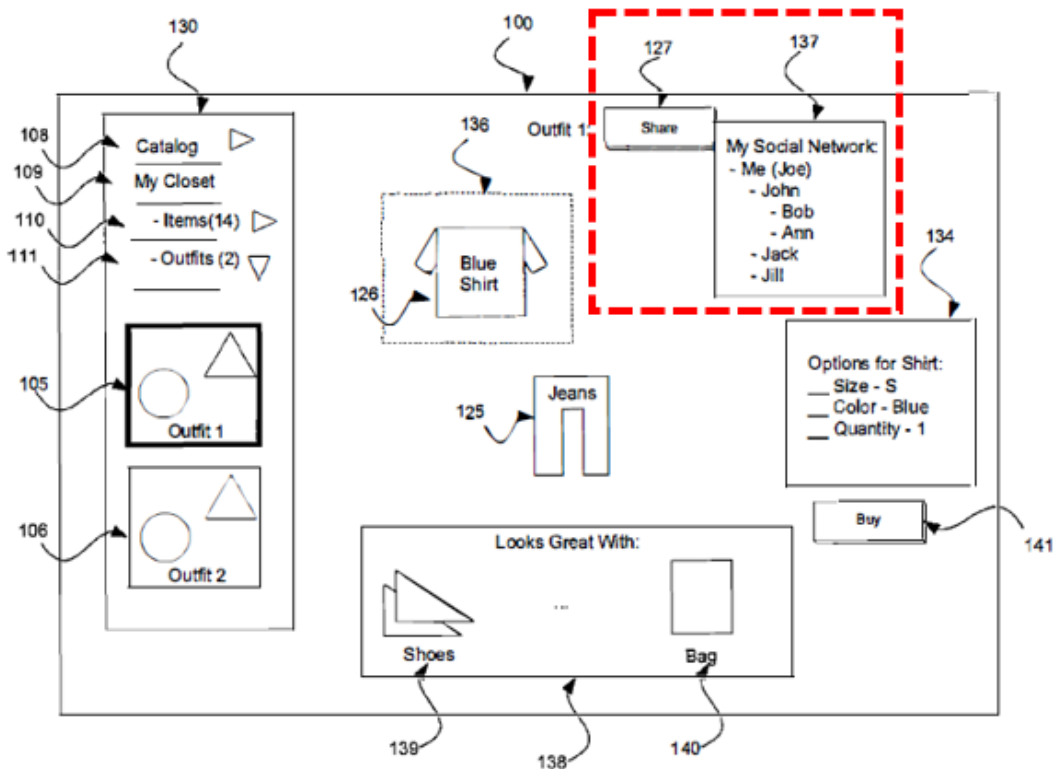 100
130
127
137
108
Catalog
Outfit 1:
Share
136
My Social Network:
- Me (Joe)
- John
- Bob
- Ann
- Jack
- Jill
109
My Closet
110
- Items(14)
111
- Outfits (2)
Blue
Shirt
126
134
Options for Shirt:
__ Size - S
__ Color - Blue
__ Quantity - 1
105
Outfit 1
125
Jeans
106
Outfit 2
Buy
141
Looks Great With:
...
Shoes
Bag
139
138
140